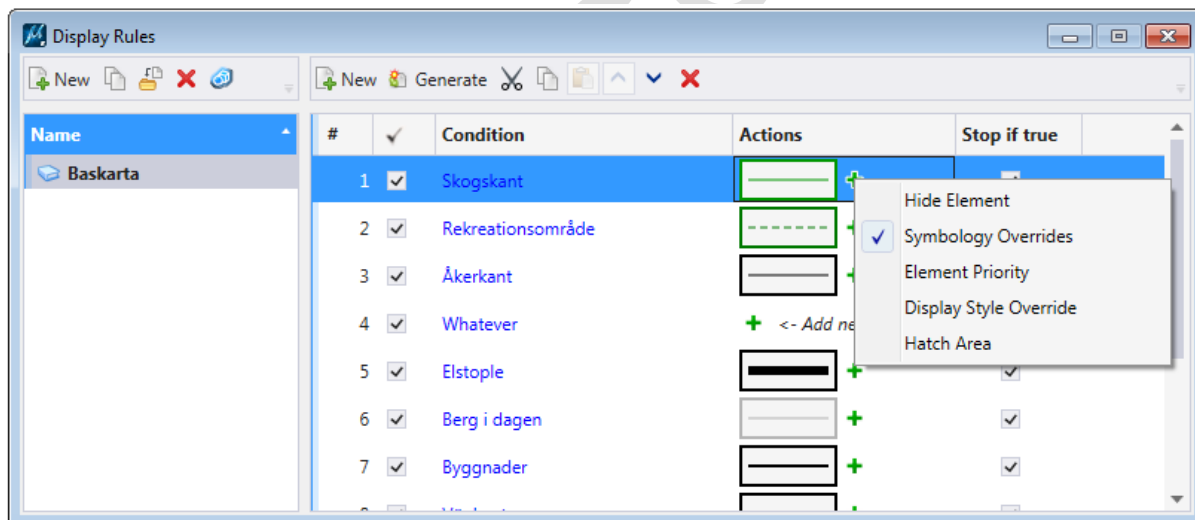 Display Rules
New
New Generate
Name
Baskarta
# Condition Actions Stop if true
1 Skogskant
2 Rekreationsområde
3 Åkerkant
4 Whatever <- Add ne
5 Elstople
6 Berg i dagen
7 Byggnader
Hide Element
Symbology Overrides
Element Priority
Display Style Override
Hatch Area